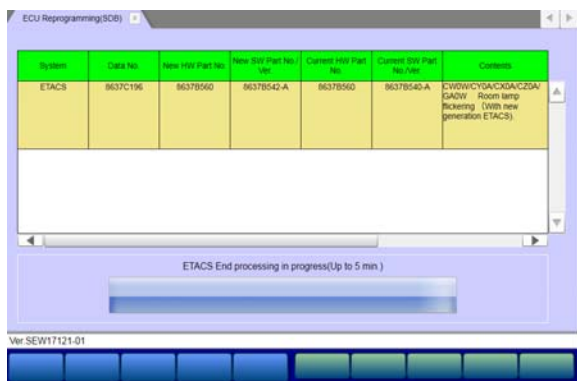 ECU Reprogramming(SDB)
System
Data No.
New HW Part No.
New SW Part No./
Ver.
Current HW Part
No.
Current SW Part
No./Ver.
Contents
ETACS
8637C196
8637B560
8637B542-A
8637B560
8637B540-A
CW0W/CY0A/CX0A/CZ0A/
GA0W Room lamp
flickering (With new
generation ETACS).
ETACS End processing in progress(Up to 5 min.)
Ver.SEW17121-01